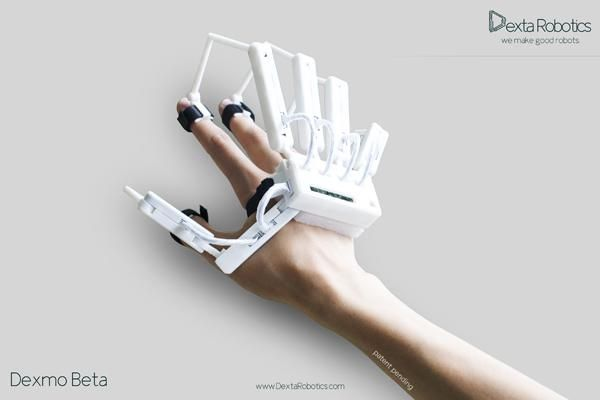 Dexta Robotics
we make good robots
patent pending
Dexmo Beta
www.DextaRobotics.com